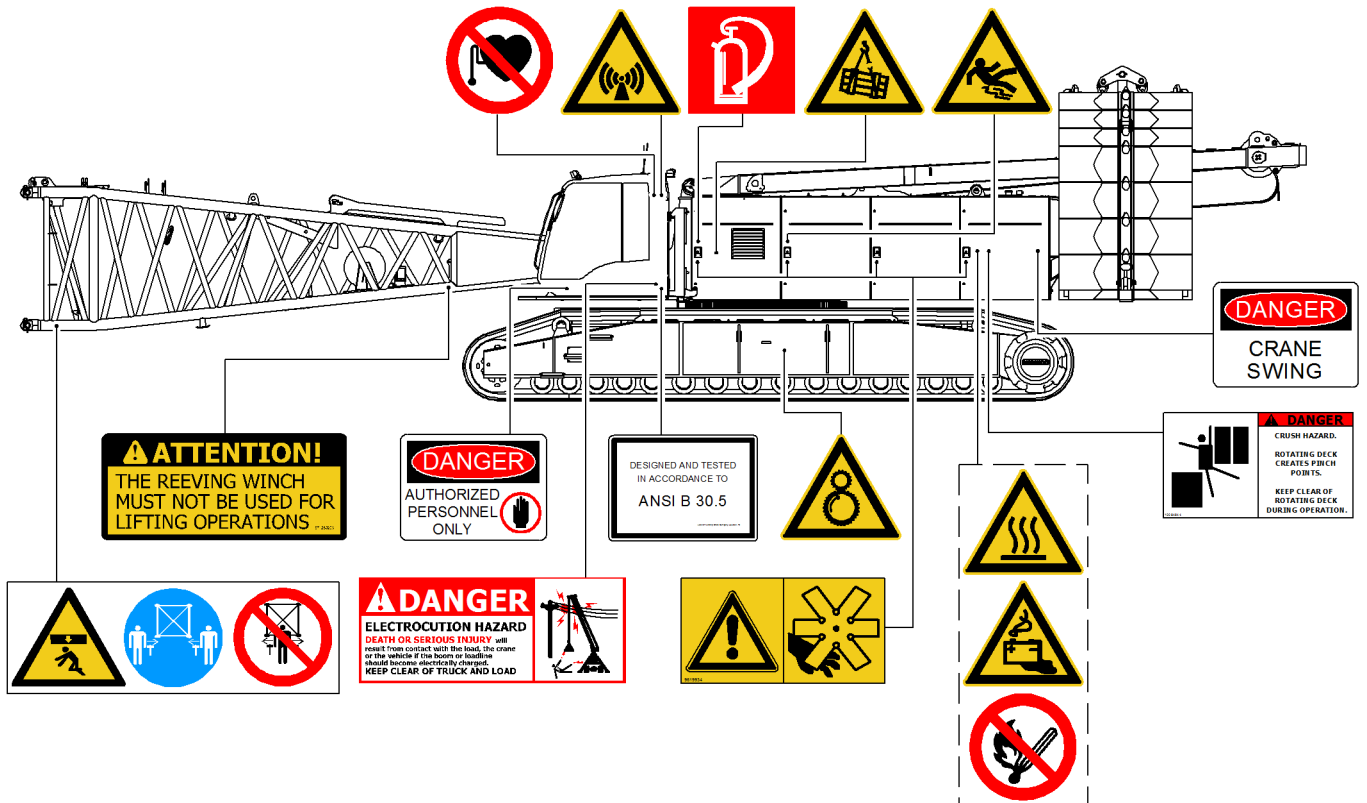 DANGER
CRANE
SWING
ATTENTION!
THE REEVING WINCH
MUST NOT BE USED FOR
LIFTING OPERATIONS
DANGER
AUTHORIZED
PERSONNEL
ONLY
DESIGNED AND TESTED
IN ACCORDANCE TO
ANSI B 30.5
DANGER
CRUSH HAZARD.
ROTATING DECK
CREATES PINCH
POINTS.
KEEP CLEAR OF
ROTATING DECK
DURING OPERATION.
DANGER
ELECTROCUTION HAZARD
DEATH OR SERIOUS INJURY will
result from contact with the load, the crane
or the vehicle if the boom or loadline
should become electrically charged.
KEEP CLEAR OF TRUCK AND LOAD